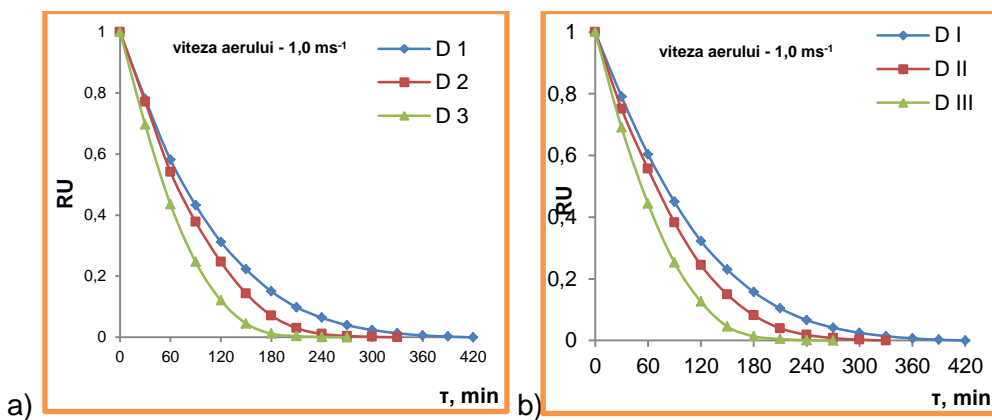 viteza aerului - 1,0 ms⁻¹
D 1
D 2
D 3
1
0,8
0,6
0,4
0,2
0
RU
0 60 120 180 240 300 360 420
τ, min
a)
viteza aerului - 1,0 ms⁻¹
D I
D II
D III
1
0,8
0,6
0,4
0,2
0
RU
0 60 120 180 240 300 360 420
τ, min
b)